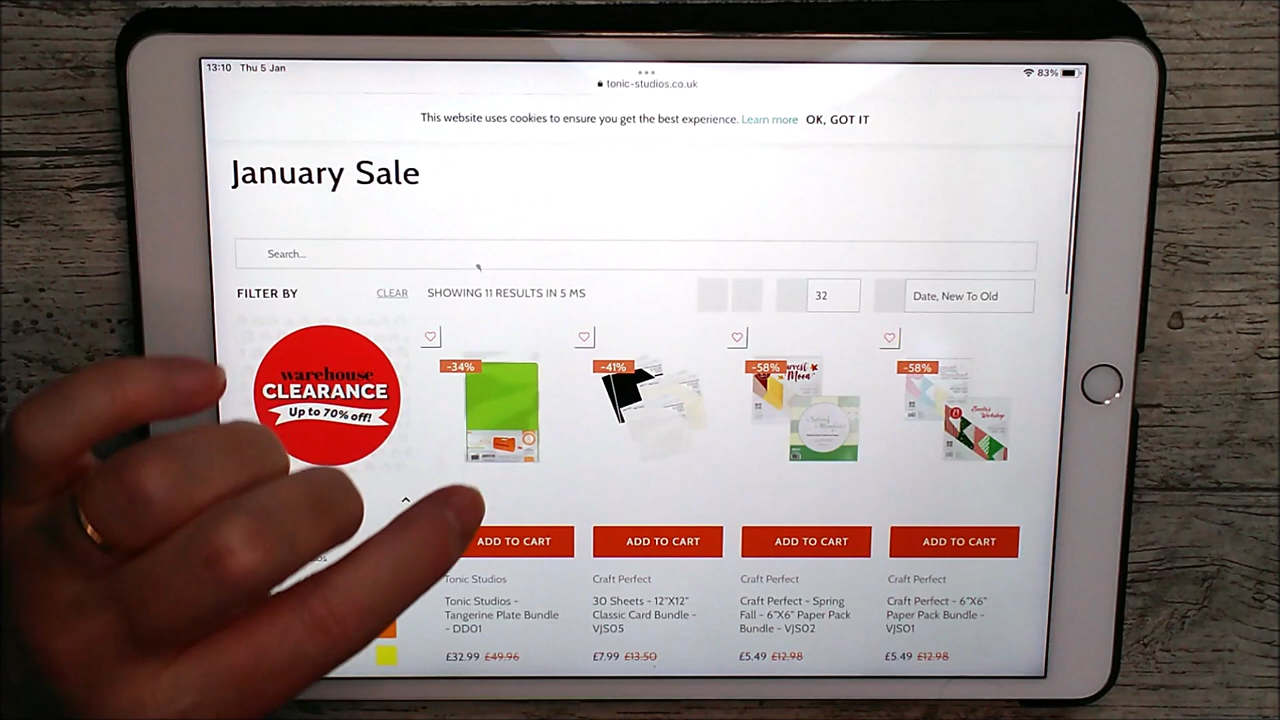 13:10 Thu 5 Jan
83%
tonic-studios.co.uk
This website uses cookies to ensure you get the best experience. Learn more OK, GOT IT
January Sale
Search...
FILTER BY
CLEAR
SHOWING 11 RESULTS IN 5 MS
32
Date, New To Old
warehouse
CLEARANCE
Up to 70% off!
-34%
-41%
-58%
-58%
ADD TO CART
ADD TO CART
ADD TO CART
ADD TO CART
Tonic Studios
Tonic Studios -
Tangerine Plate Bundle
- DD01
£32.99 £49.96
Craft Perfect
30 Sheets - 12"X12"
Classic Card Bundle -
VJS05
£7.99 £13.50
Craft Perfect
Craft Perfect - Spring
Fall - 6"X6" Paper Pack
Bundle - VJS02
£5.49 £12.98
Craft Perfect
Craft Perfect - 6"X6"
Paper Pack Bundle -
VJS01
£5.49 £12.98